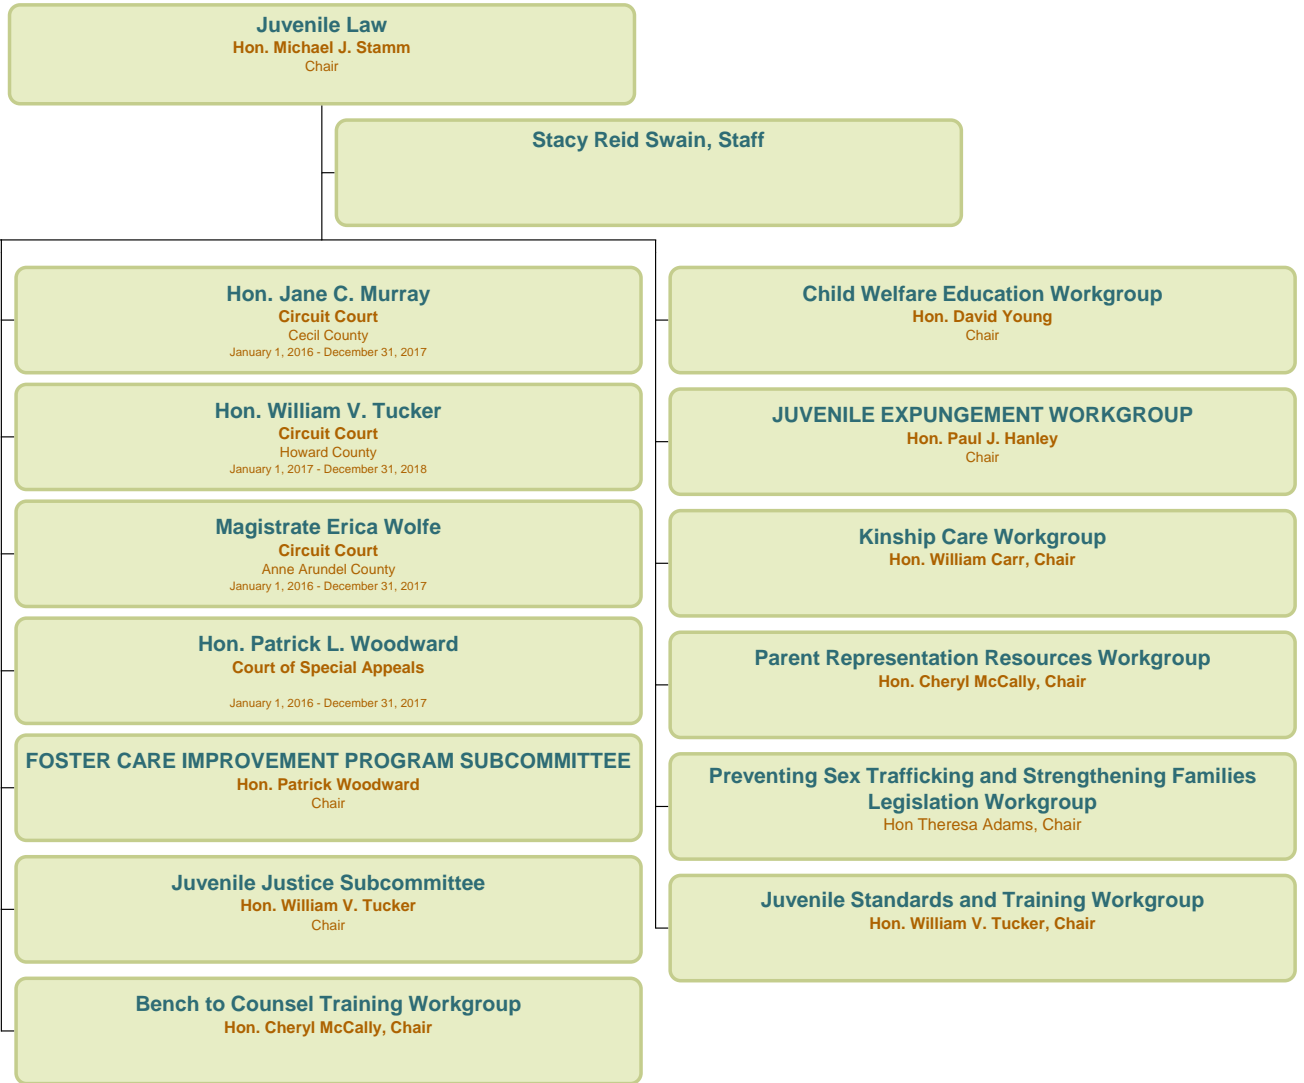 Juvenile Law
Hon. Michael J. Stamm
Chair
Stacy Reid Swain, Staff
Hon. Jane C. Murray
Circuit Court
Cecil County
January 1, 2016 - December 31, 2017
Hon. William V. Tucker
Circuit Court
Howard County
January 1, 2017 - December 31, 2018
Magistrate Erica Wolfe
Circuit Court
Anne Arundel County
January 1, 2016 - December 31, 2017
Hon. Patrick L. Woodward
Court of Special Appeals
January 1, 2016 - December 31, 2017
FOSTER CARE IMPROVEMENT PROGRAM SUBCOMMITTEE
Hon. Patrick Woodward
Chair
Juvenile Justice Subcommittee
Hon. William V. Tucker
Chair
Bench to Counsel Training Workgroup
Hon. Cheryl McCally, Chair
Child Welfare Education Workgroup
Hon. David Young
Chair
JUVENILE EXPUNGEMENT WORKGROUP
Hon. Paul J. Hanley
Chair
Kinship Care Workgroup
Hon. William Carr, Chair
Parent Representation Resources Workgroup
Hon. Cheryl McCally, Chair
Preventing Sex Trafficking and Strengthening Families
Legislation Workgroup
Hon Theresa Adams, Chair
Juvenile Standards and Training Workgroup
Hon. William V. Tucker, Chair